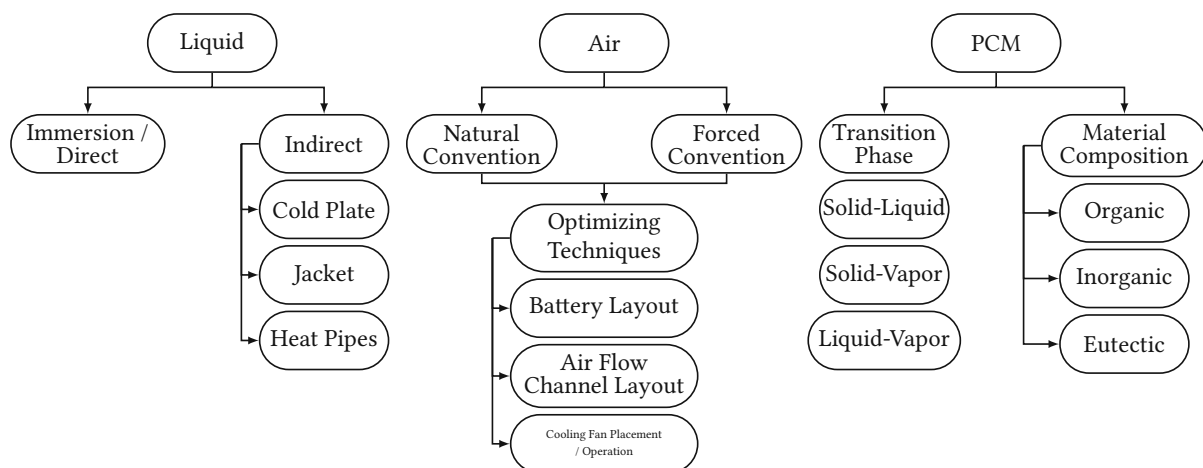 Liquid
Immersion /
Direct
Indirect
Cold Plate
Jacket
Heat Pipes
Air
Natural
Convention
Forced
Convention
Optimizing
Techniques
Battery Layout
Air Flow
Channel Layout
Cooling Fan Placement
/ Operation
PCM
Transition
Phase
Solid-Liquid
Solid-Vapor
Liquid-Vapor
Material
Composition
Organic
Inorganic
Eutectic